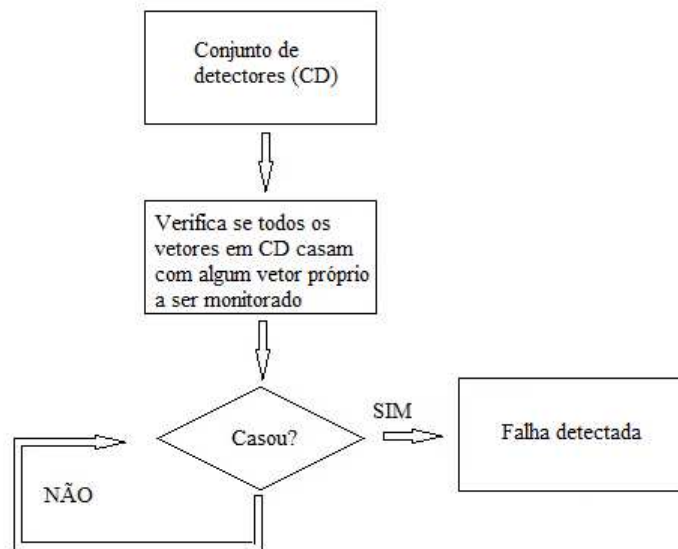 Conjunto de
detectores (CD)
Verifica se todos os
vetores em CD casam
com algum vetor próprio
a ser monitorado
Casou?
SIM
Falha detectada
NÃO